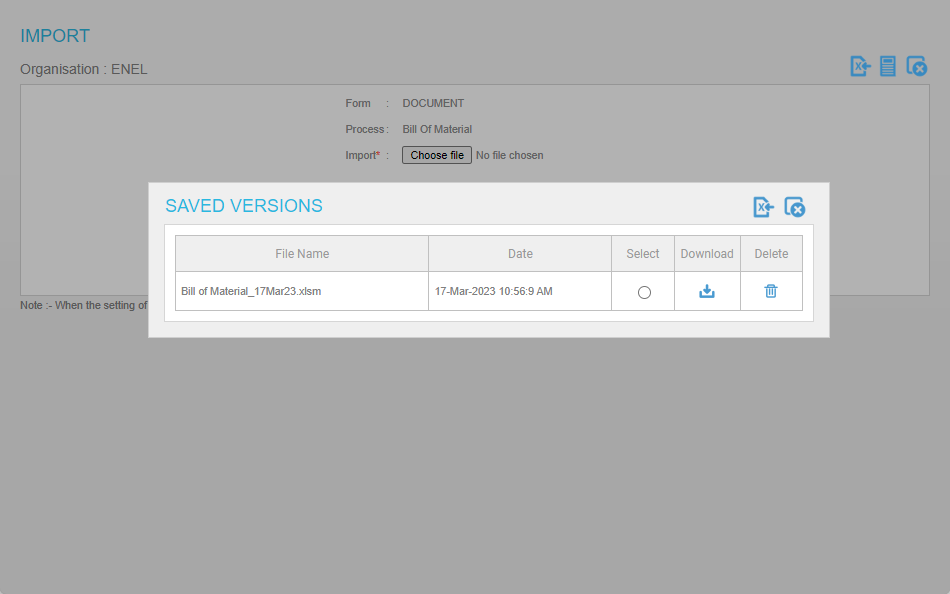 IMPORT
Organisation : ENEL
Form : DOCUMENT
Process : Bill Of Material
Import* : Choose file No file chosen
SAVED VERSIONS
File Name Date Select Download Delete
Bill of Material_17Mar23.xlsm 17-Mar-2023 10:56:9 AM
Note :- When the setting of